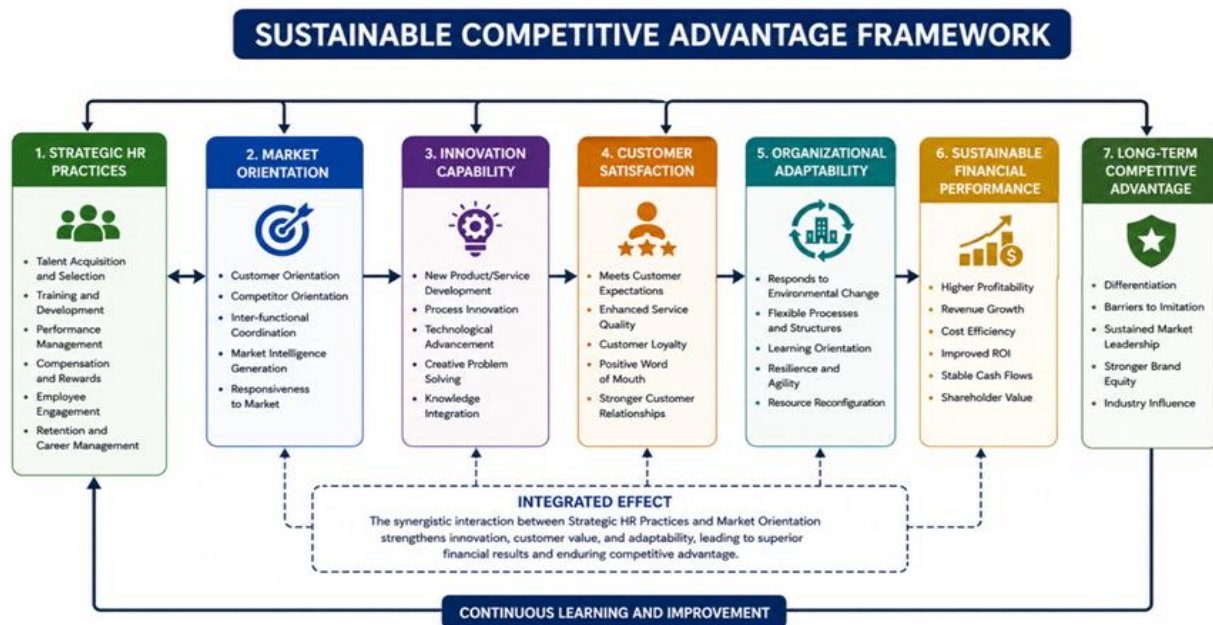 SUSTAINABLE COMPETITIVE ADVANTAGE FRAMEWORK
1. STRATEGIC HR
PRACTICES
• Talent Acquisition
and Selection
• Training and
Development
• Performance
Management
• Compensation
and Rewards
• Employee
Engagement
• Retention and
Career Management
2. MARKET
ORIENTATION
• Customer Orientation
• Competitor Orientation
• Inter-functional
Coordination
• Market Intelligence
Generation
• Responsiveness
to Market
3. INNOVATION
CAPABILITY
• New Product/Service
Development
• Process Innovation
• Technological
Advancement
• Creative Problem
Solving
• Knowledge
Integration
4. CUSTOMER
SATISFACTION
• Meets Customer
Expectations
• Enhanced Service
Quality
• Customer Loyalty
• Positive Word
of Mouth
• Stronger Customer
Relationships
5. ORGANIZATIONAL
ADAPTABILITY
• Responds to
Environmental Change
• Flexible Processes
and Structures
• Learning Orientation
• Resilience and
Agility
• Resource Reconfiguration
6. SUSTAINABLE
FINANCIAL
PERFORMANCE
$
• Higher Profitability
• Revenue Growth
• Cost Efficiency
• Improved ROI
• Stable Cash Flows
• Shareholder Value
7. LONG-TERM
COMPETITIVE
ADVANTAGE
• Differentiation
• Barriers to Imitation
• Sustained Market
Leadership
• Stronger Brand
Equity
• Industry Influence
INTEGRATED EFFECT
The synergistic interaction between Strategic HR Practices and Market Orientation
strengthens innovation, customer value, and adaptability, leading to superior
financial results and enduring competitive advantage.
CONTINUOUS LEARNING AND IMPROVEMENT